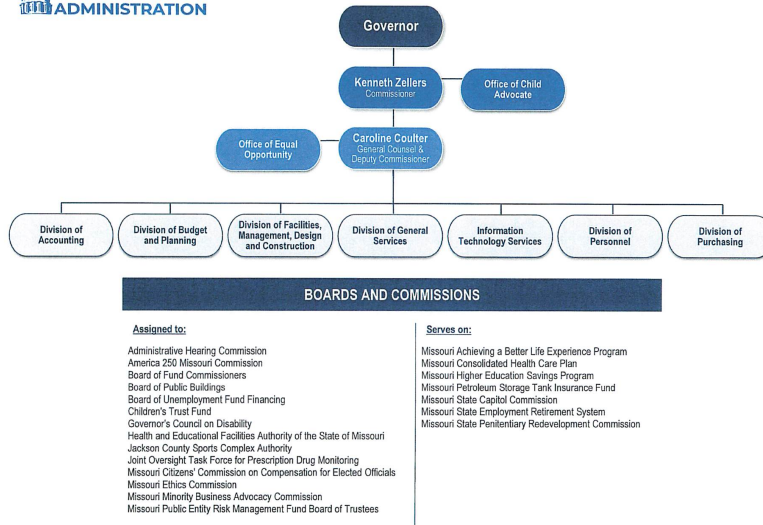 ADMINISTRATION
Governor
Kenneth Zellers
Commissioner
Office of Child
Advocate
Office of Equal
Opportunity
Caroline Coulter
General Counsel &
Deputy Commissioner
Division of
Accounting
Division of Budget
and Planning
Division of Facilities,
Management, Design
and Construction
Division of General
Services
Information
Technology Services
Division of
Personnel
Division of
Purchasing
BOARDS AND COMMISSIONS
Assigned to:
Administrative Hearing Commission
America 250 Missouri Commission
Board of Fund Commissioners
Board of Public Buildings
Board of Unemployment Fund Financing
Children's Trust Fund
Governor's Council on Disability
Health and Educational Facilities Authority of the State of Missouri
Jackson County Sports Complex Authority
Joint Oversight Task Force for Prescription Drug Monitoring
Missouri Citizens' Commission on Compensation for Elected Officials
Missouri Ethics Commission
Missouri Minority Business Advocacy Commission
Missouri Public Entity Risk Management Fund Board of Trustees
Serves on:
Missouri Achieving a Better Life Experience Program
Missouri Consolidated Health Care Plan
Missouri Higher Education Savings Program
Missouri Petroleum Storage Tank Insurance Fund
Missouri State Capitol Commission
Missouri State Employment Retirement System
Missouri State Penitentiary Redevelopment Commission